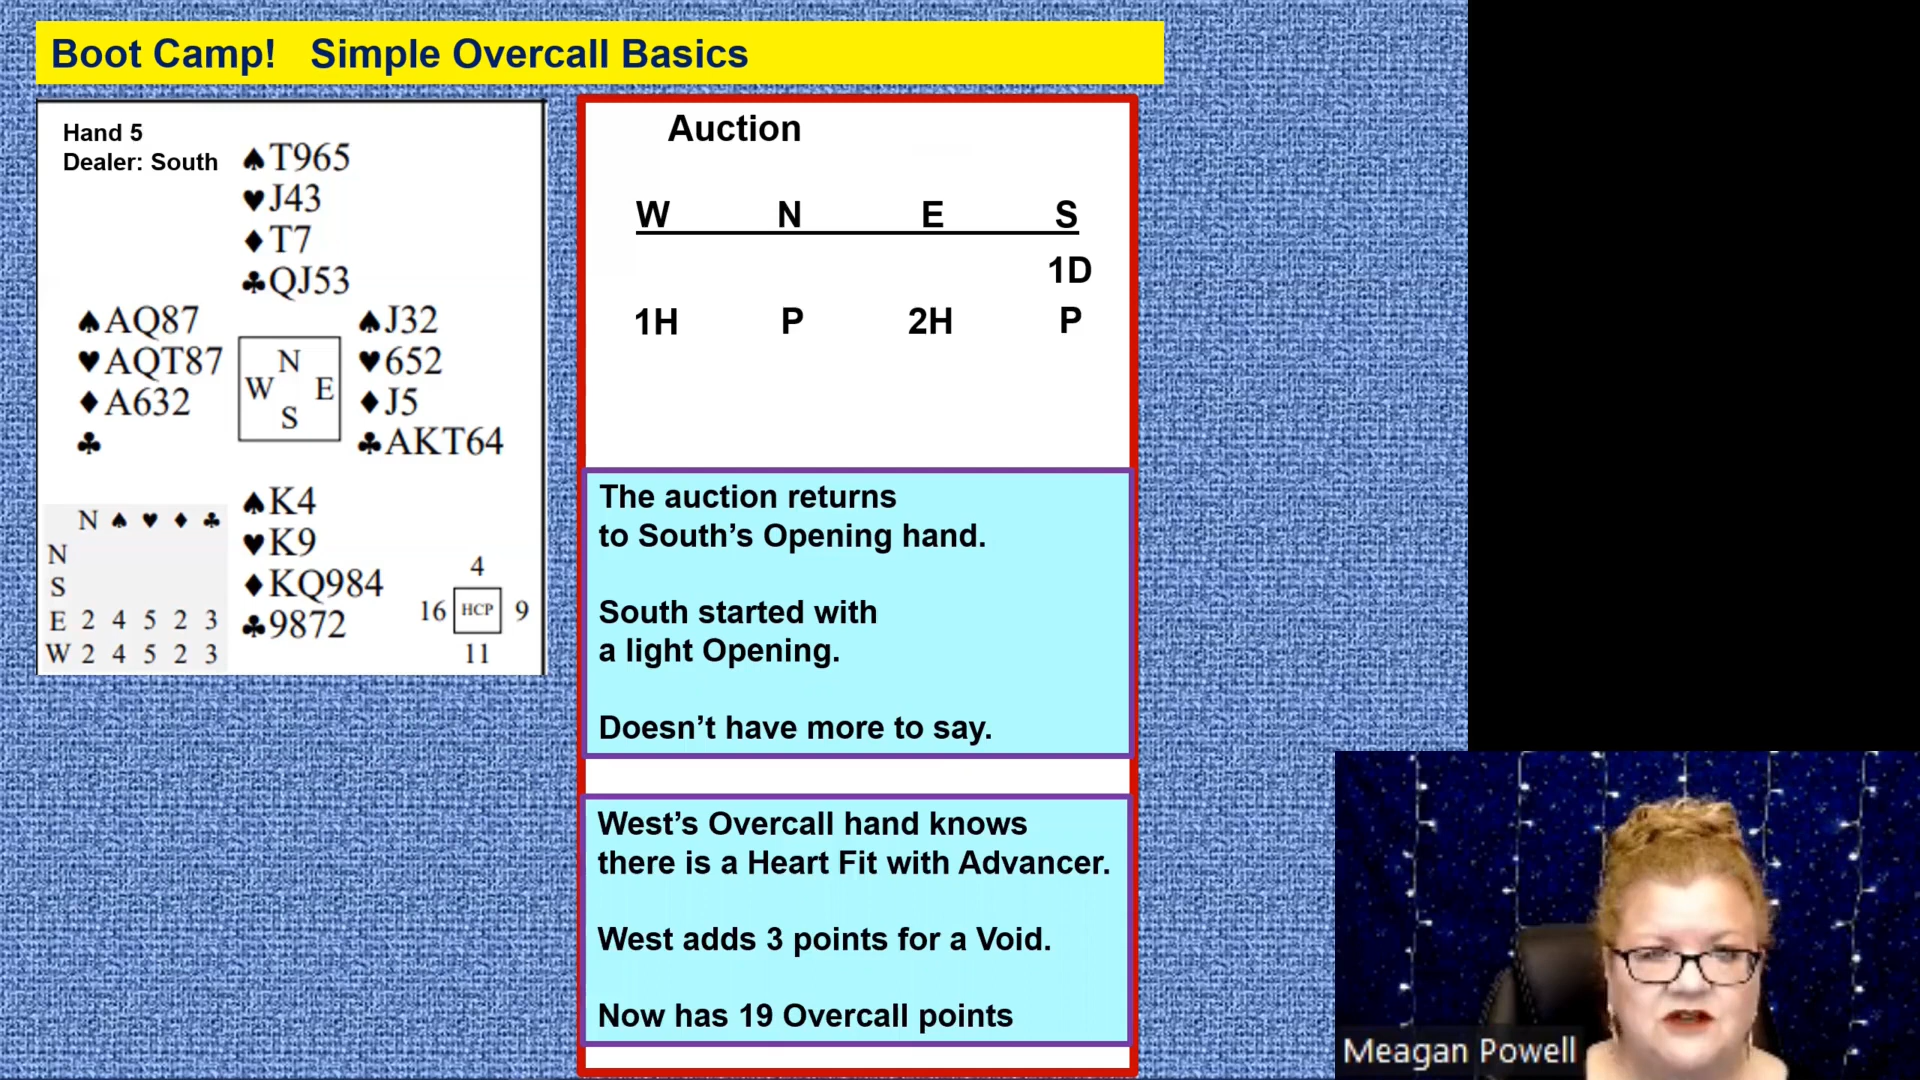 Boot Camp! Simple Overcall Basics
Hand 5
Dealer: South
♠T965
♥J43
♦T7
♣QJ53
♠AQ87
♥AQT87
♦A632
♣
N
W E
S
♠J32
♥652
♦J5
♣AKT64
♠K4
♥K9
♦KQ984
♣9872
N ♠ ♥ ♦ ♣
N
S
E 2 4 5 2 3
W 2 4 5 2 3
4
16 HCP 9
11
Auction
W N E S
1D
1H P 2H P
The auction returns
to South’s Opening hand.
South started with
a light Opening.
Doesn’t have more to say.
West’s Overcall hand knows
there is a Heart Fit with Advancer.
West adds 3 points for a Void.
Now has 19 Overcall points
Meagan Powell